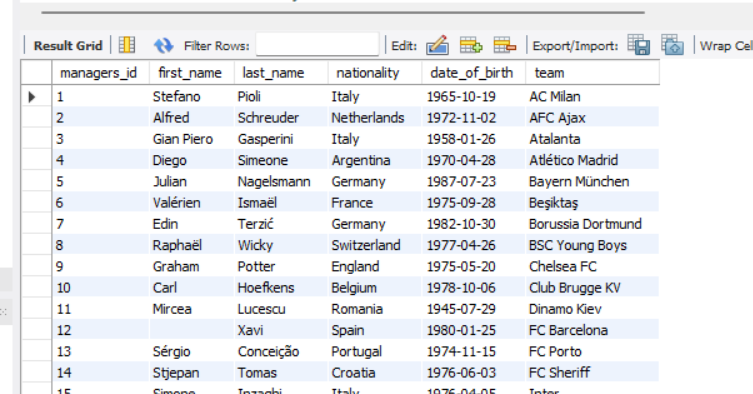 Result Grid Filter Rows: Edit: Export/Import: Wrap Cel
managers_id first_name last_name nationality date_of_birth team
1 Stefano Pioli Italy 1965-10-19 AC Milan
2 Alfred Schreuder Netherlands 1972-11-02 AFC Ajax
3 Gian Piero Gasperini Italy 1958-01-26 Atalanta
4 Diego Simeone Argentina 1970-04-28 Atlético Madrid
5 Julian Nagelsmann Germany 1987-07-23 Bayern München
6 Valérien Ismaël France 1975-09-28 Beşiktaş
7 Edin Terzić Germany 1982-10-30 Borussia Dortmund
8 Raphaël Wicky Switzerland 1977-04-26 BSC Young Boys
9 Graham Potter England 1975-05-20 Chelsea FC
10 Carl Hoefkens Belgium 1978-10-06 Club Brugge KV
11 Mircea Lucescu Romania 1945-07-29 Dinamo Kiev
12 Xavi Spain 1980-01-25 FC Barcelona
13 Sérgio Conceição Portugal 1974-11-15 FC Porto
14 Stjepan Tomas Croatia 1976-06-03 FC Sheriff
15 Simone Inzaghi Italy 1976-04-05 Inter